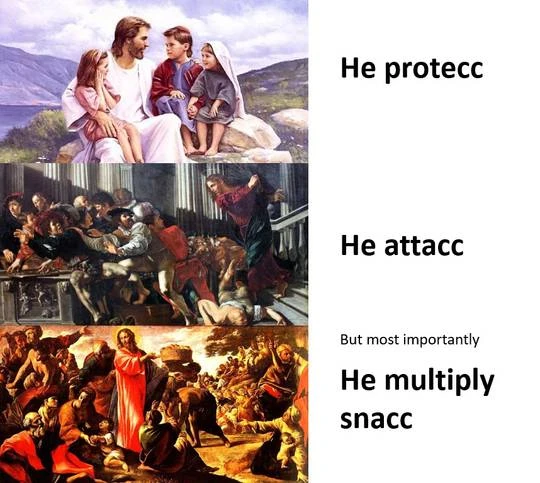 He protecc
He attacc
But most importantly
He multiply
snacc